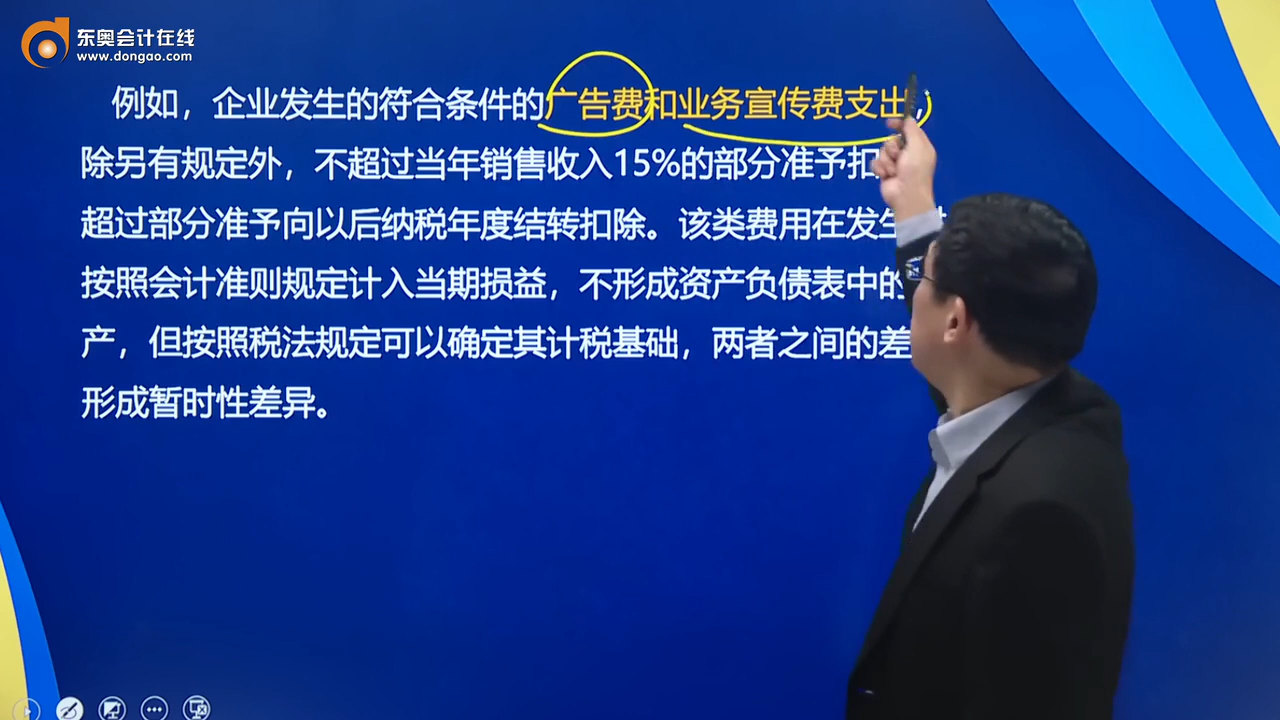 东奥会计在线
www.dongao.com
例如，企业发生的符合条件的广告费和业务宣传费支出，
除另有规定外，不超过当年销售收入15%的部分准予扣
超过部分准予向以后纳税年度结转扣除。该类费用在发生
按照会计准则规定计入当期损益，不形成资产负债表中的
产，但按照税法规定可以确定其计税基础，两者之间的差
形成暂时性差异。